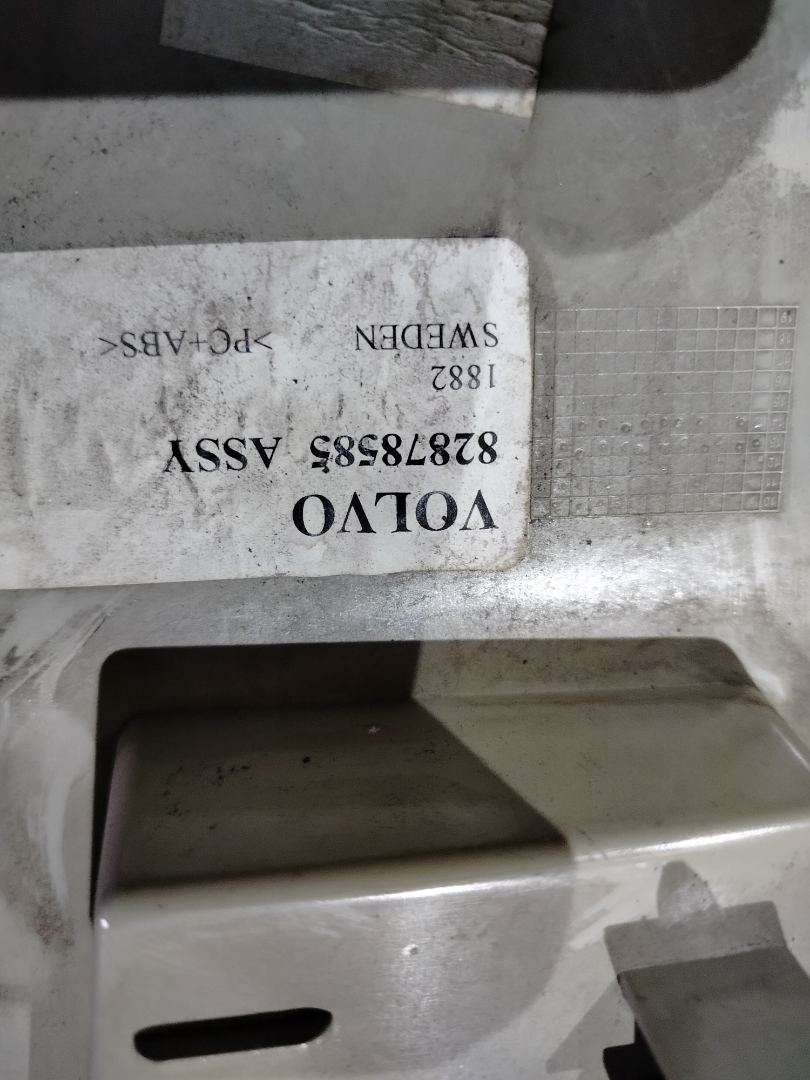 VOLVO
82878585 ASSY
1882
SWEDEN >PC+ABS<